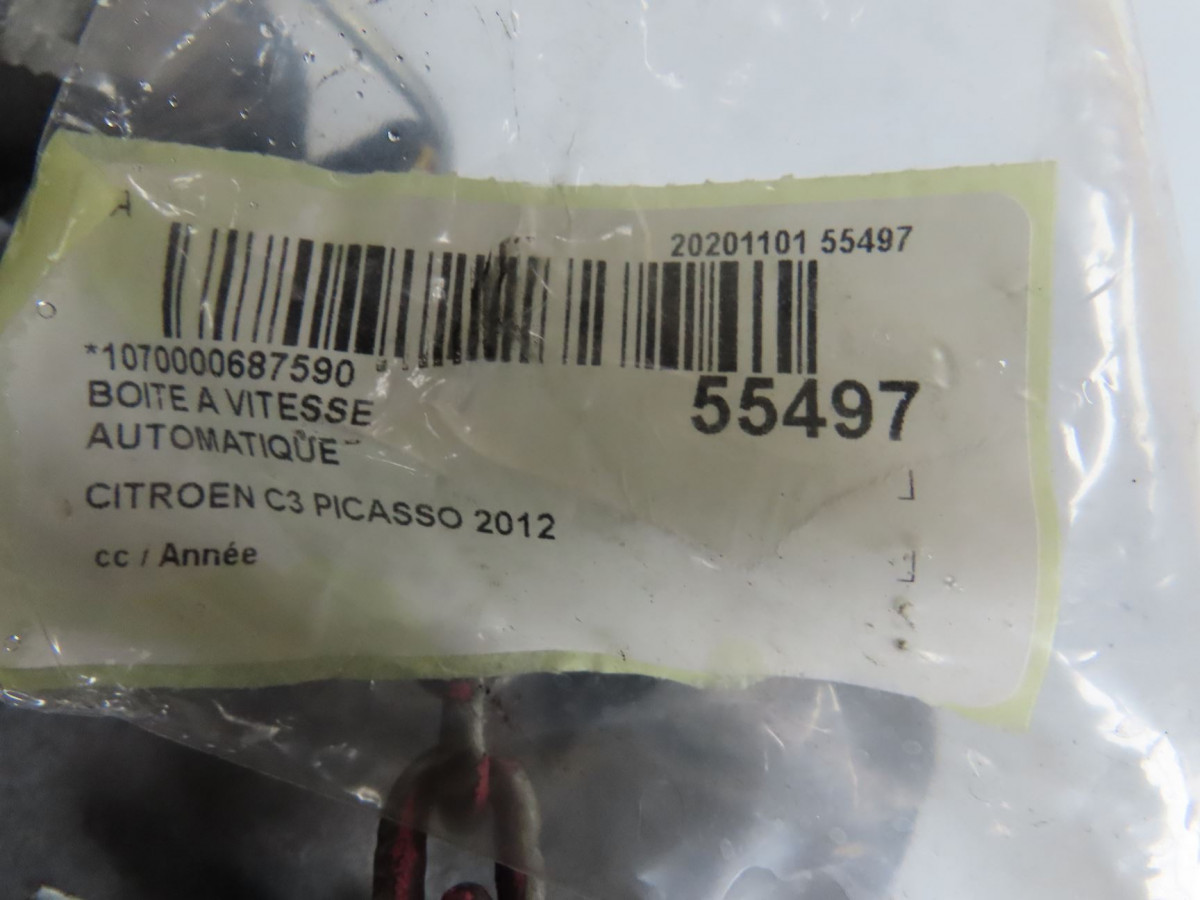 20201101 55497
*1070000687590
55497
BOITE A VITESSE
AUTOMATIQUE
CITROEN C3 PICASSO 2012
cc / Année